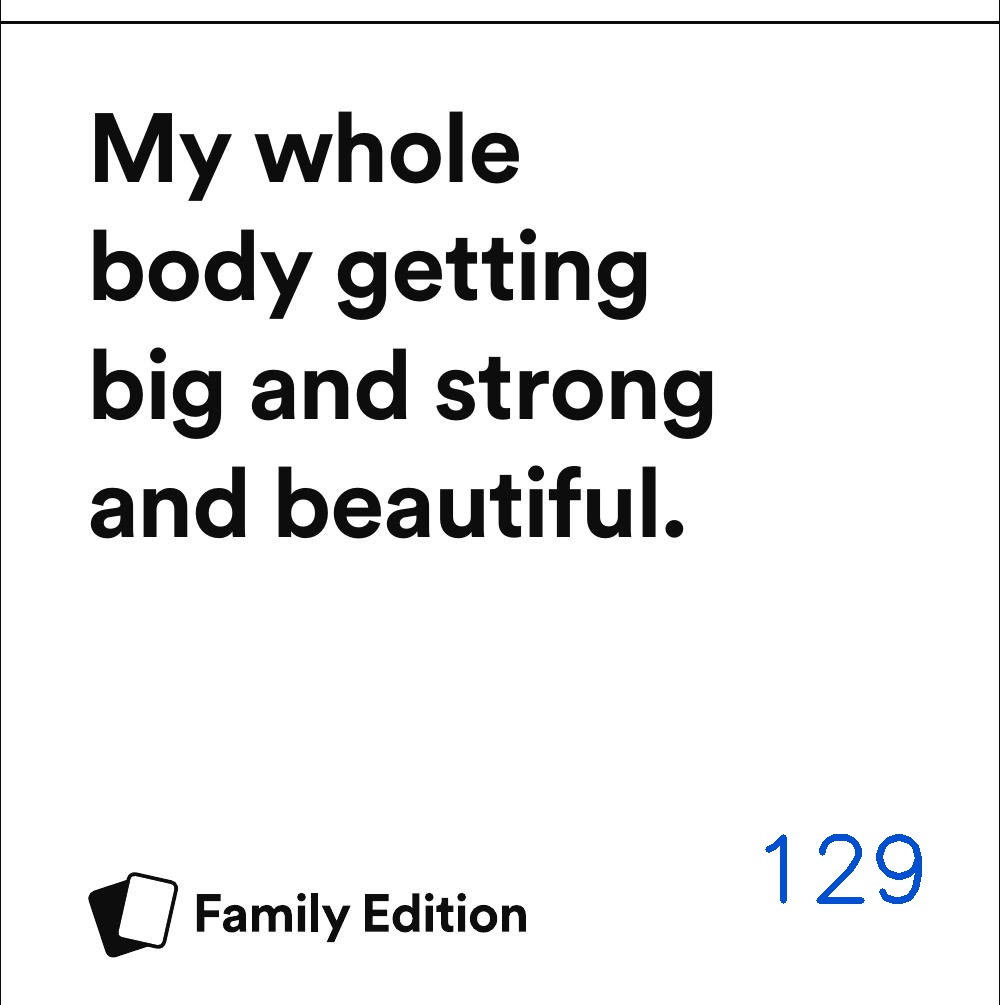 My whole
body getting
big and strong
and beautiful.
129
Family Edition